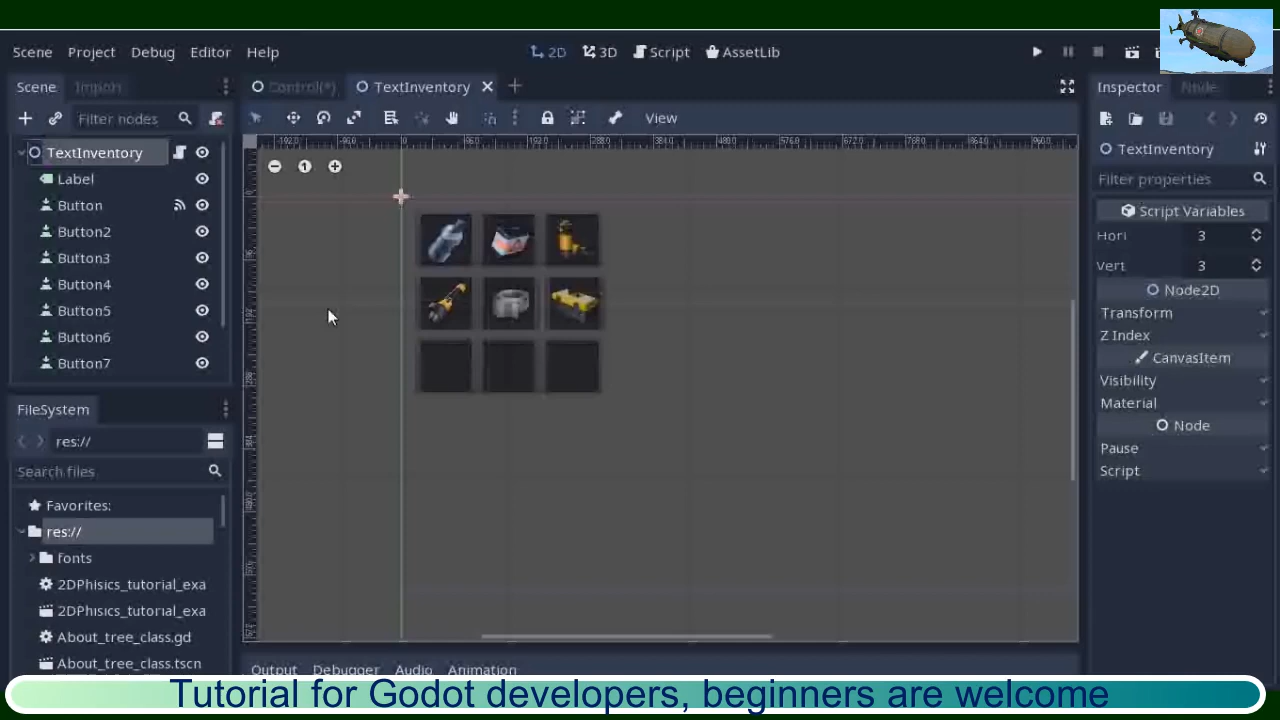 Scene Project Debug Editor Help 2D 3D Script AssetLib
Scene Import Control(*) TextInventory Inspector Node
Filter nodes View
TextInventory TextInventory
Label Filter properties
Button Script Variables
Button2 Hori 3
Button3 Vert 3
Button4 Node2D
Button5 Transform
Button6 Z Index
Button7 CanvasItem
Visibility
Material
Node
Pause
Script
FileSystem
res://
Search files
Favorites:
res://
fonts
2DPhisics_tutorial_exa
2DPhisics_tutorial_exa
About_tree_class.gd
About_tree_class.tscn
Output Debugger Audio Animation
Tutorial for Godot developers, beginners are welcome